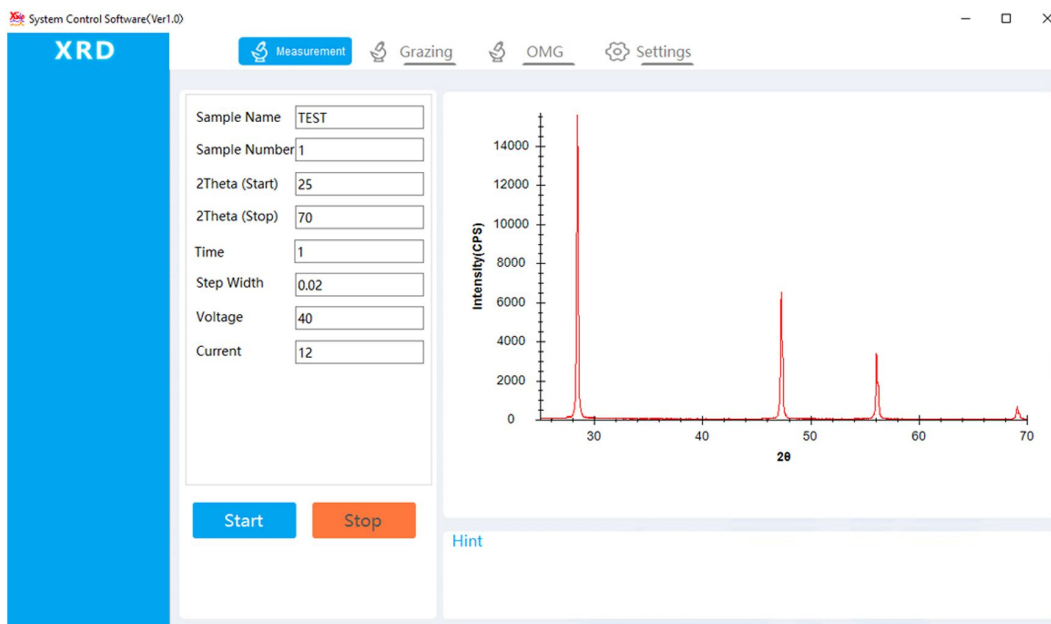 System Control Software(Ver1.0)
XRD
Measurement
Grazing
OMG
Settings
Sample Name TEST
Sample Number 1
2Theta (Start) 25
2Theta (Stop) 70
Time 1
Step Width 0.02
Voltage 40
Current 12
Start
Stop
Intensity(CPS)
14000
12000
10000
8000
6000
4000
2000
0
30 40 50 60 70
2θ
Hint